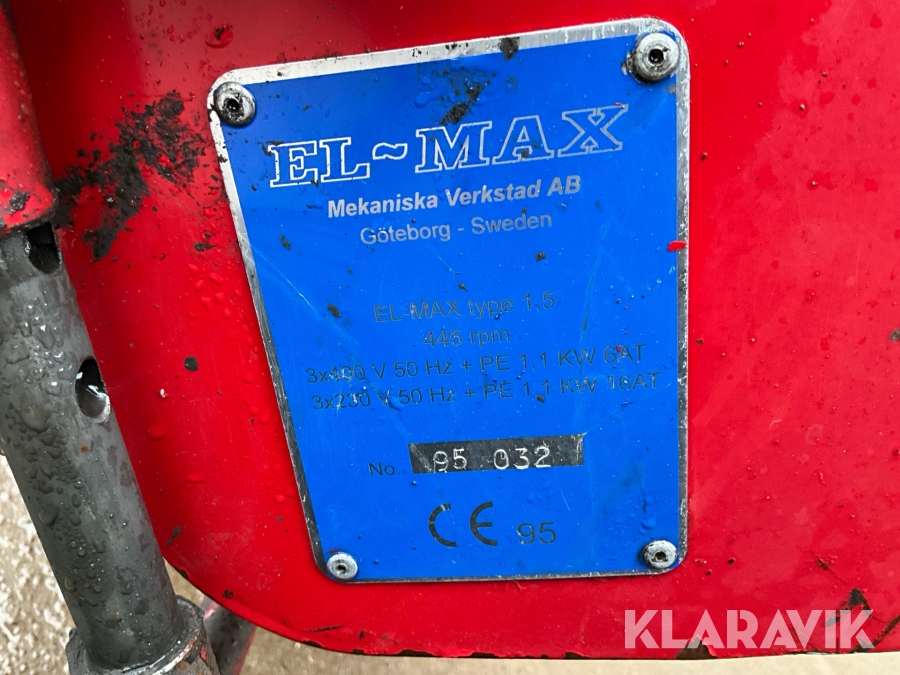 EL~MAX
Mekaniska Verkstad AB
Göteborg - Sweden
EL-MAX type 1,5
445 rpm
3x400 V 50 Hz + PE 1,1 KW 6AT
3x230 V 50 Hz + PE 1,1 KW 16AT
No. 95 032
CE 95
KLARAVIK